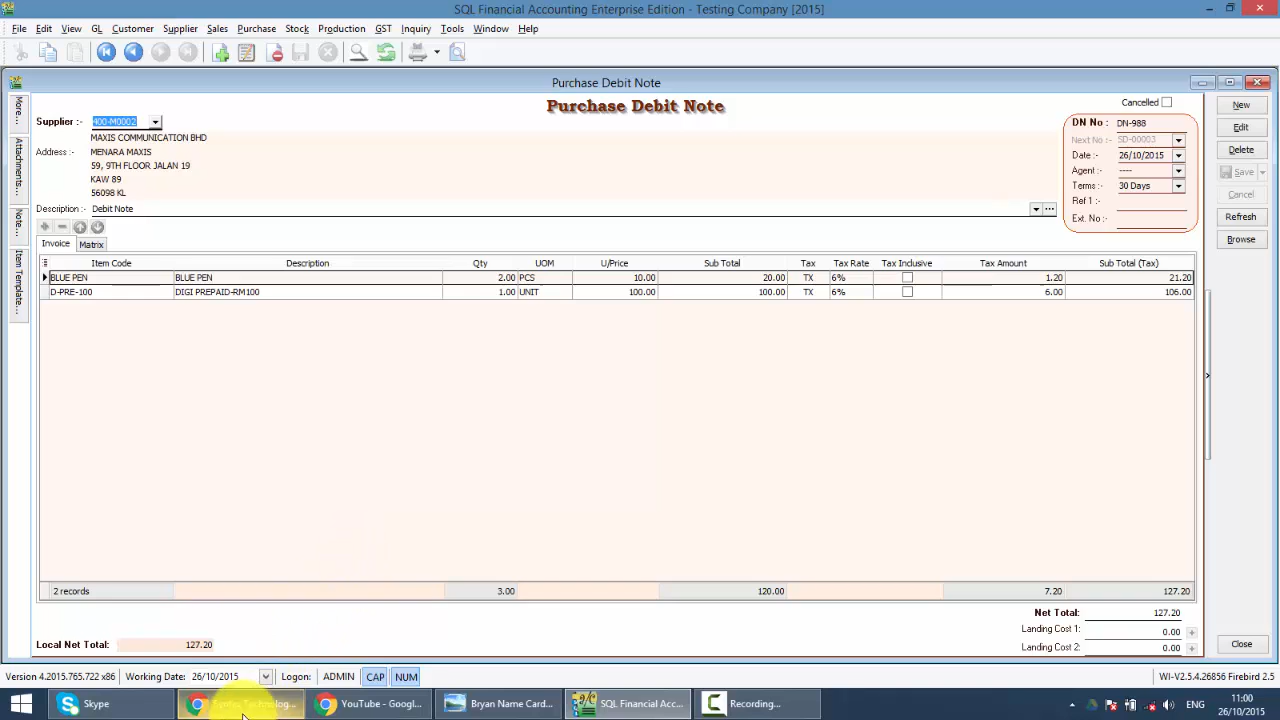 SQL Financial Accounting Enterprise Edition - Testing Company [2015]
File Edit View GL Customer Supplier Sales Purchase Stock Production GST Inquiry Tools Window Help
Purchase Debit Note
Purchase Debit Note
Cancelled
Supplier :- 400-M0002
MAXIS COMMUNICATION BHD
Address :- MENARA MAXIS
59, 9TH FLOOR JALAN 19
KAW 89
56098 KL
Description :- Debit Note
DN No : DN-988
Next No :- SD-00003
Date :- 26/10/2015
Agent :- ----
Terms :- 30 Days
Ref 1 :-
Ext. No :-
New
Edit
Delete
Save
Cancel
Refresh
Browse
More...
Attachments...
Note...
Item Template...
Invoice Matrix
Item Code Description Qty UOM U/Price Sub Total Tax Tax Rate Tax Inclusive Tax Amount Sub Total (Tax)
BLUE PEN BLUE PEN 2.00 PCS 10.00 20.00 TX 6% 1.20 21.20
D-PRE-100 DIGI PREPAID-RM100 1.00 UNIT 100.00 100.00 TX 6% 6.00 106.00
2 records 3.00 120.00 7.20 127.20
Net Total: 127.20
Landing Cost 1: 0.00
Landing Cost 2: 0.00
Local Net Total: 127.20
Close
Version 4.2015.765.722 x86 Working Date: 26/10/2015 Logon: ADMIN CAP NUM WI-V2.5.4.26856 Firebird 2.5
Skype
YouTube - Googl...
Bryan Name Card...
SQL Financial Acc...
Recording...
11:00
26/10/2015